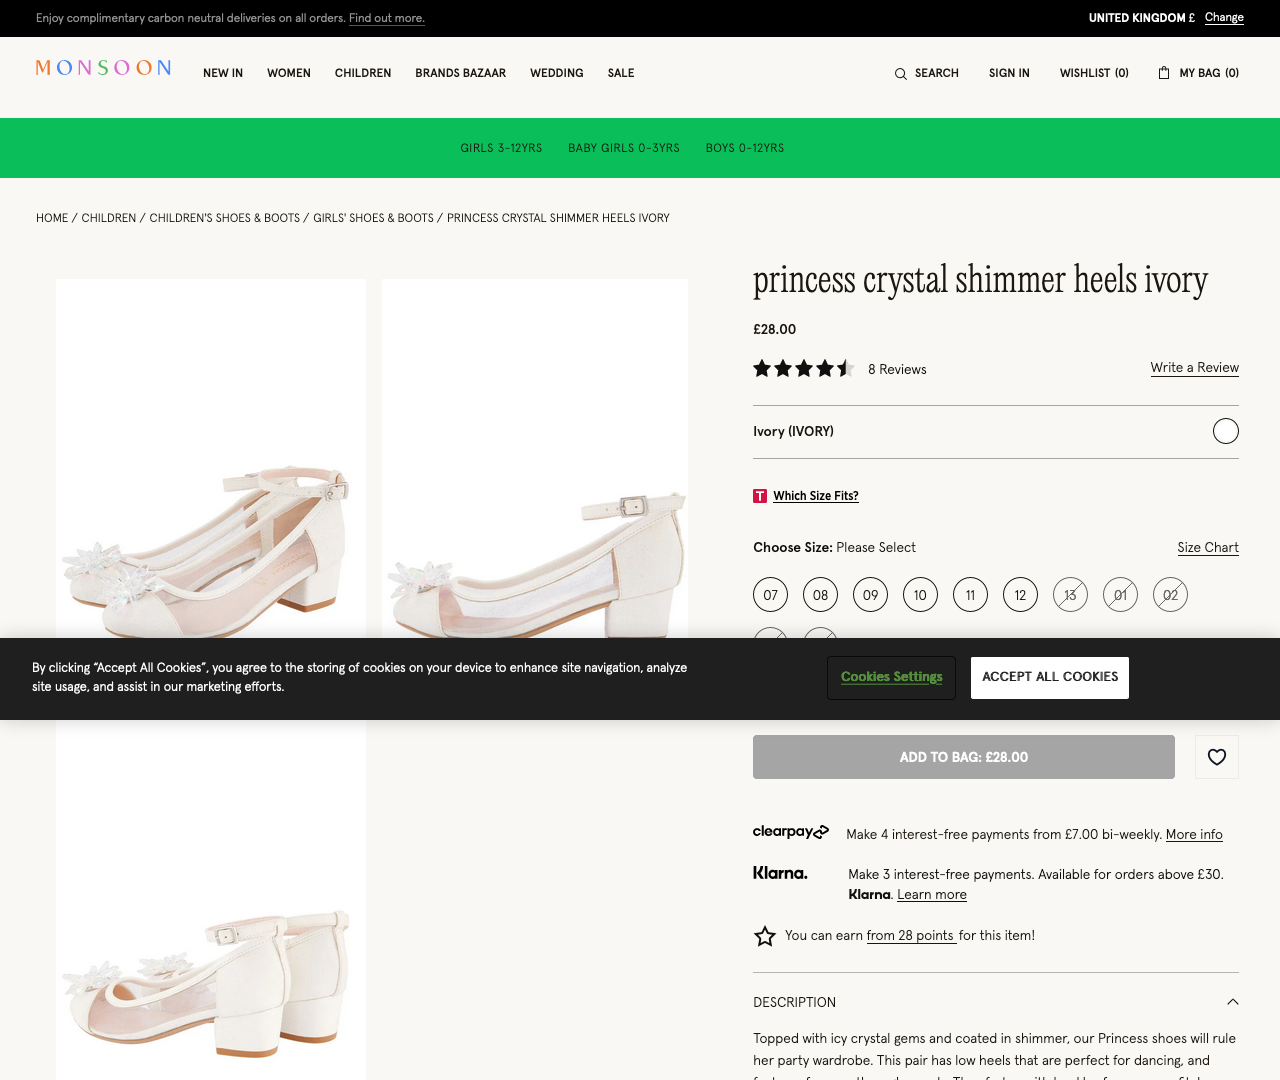 Enjoy complimentary carbon neutral deliveries on all orders. Find out more.
UNITED KINGDOM £ Change
MONSOON
NEW IN WOMEN CHILDREN BRANDS BAZAAR WEDDING SALE
SEARCH SIGN IN WISHLIST (0) MY BAG (0)
GIRLS 3-12YRS BABY GIRLS 0-3YRS BOYS 0-12YRS
HOME / CHILDREN / CHILDREN'S SHOES & BOOTS / GIRLS' SHOES & BOOTS / PRINCESS CRYSTAL SHIMMER HEELS IVORY
princess crystal shimmer heels ivory
£28.00
8 Reviews
Write a Review
Ivory (IVORY)
T Which Size Fits?
Choose Size: Please Select
Size Chart
07 08 09 10 11 12 13 01 02
By clicking “Accept All Cookies”, you agree to the storing of cookies on your device to enhance site navigation, analyze
site usage, and assist in our marketing efforts.
Cookies Settings
ACCEPT ALL COOKIES
ADD TO BAG: £28.00
clearpay Make 4 interest-free payments from £7.00 bi-weekly. More info
Klarna. Make 3 interest-free payments. Available for orders above £30.
Klarna. Learn more
You can earn from 28 points for this item!
DESCRIPTION
Topped with icy crystal gems and coated in shimmer, our Princess shoes will rule
her party wardrobe. This pair has low heels that are perfect for dancing, and